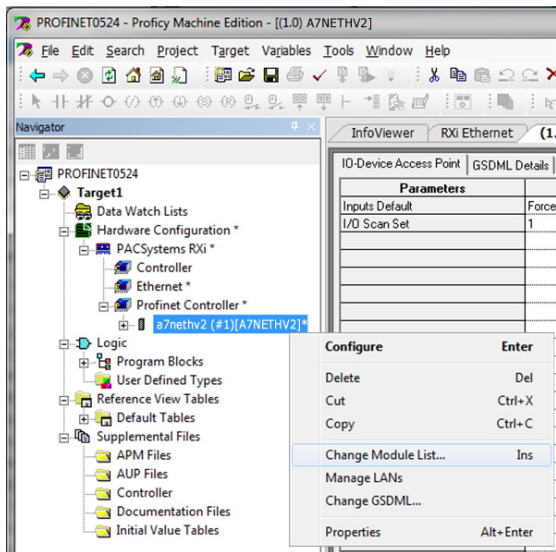 PROFINET0524 - Proficy Machine Edition - [(1.0) A7NETHV2]
File Edit Search Project Target Variables Tools Window Help
Navigator
InfoViewer RXi Ethernet (1.
PROFINET0524
Target1
Data Watch Lists
Hardware Configuration *
PACSystems RXi *
Controller
Ethernet *
Profinet Controller *
a7nethv2 (#1)[A7NETHV2]*
Logic
Program Blocks
User Defined Types
Reference View Tables
Default Tables
Supplemental Files
APM Files
AUP Files
Controller
Documentation Files
Initial Value Tables
IO-Device Access Point GSDML Details
Parameters
Inputs Default Force
I/O Scan Set 1
Configure Enter
Delete Del
Cut Ctrl+X
Copy Ctrl+C
Change Module List... Ins
Manage LANs
Change GSDML...
Properties Alt+Enter